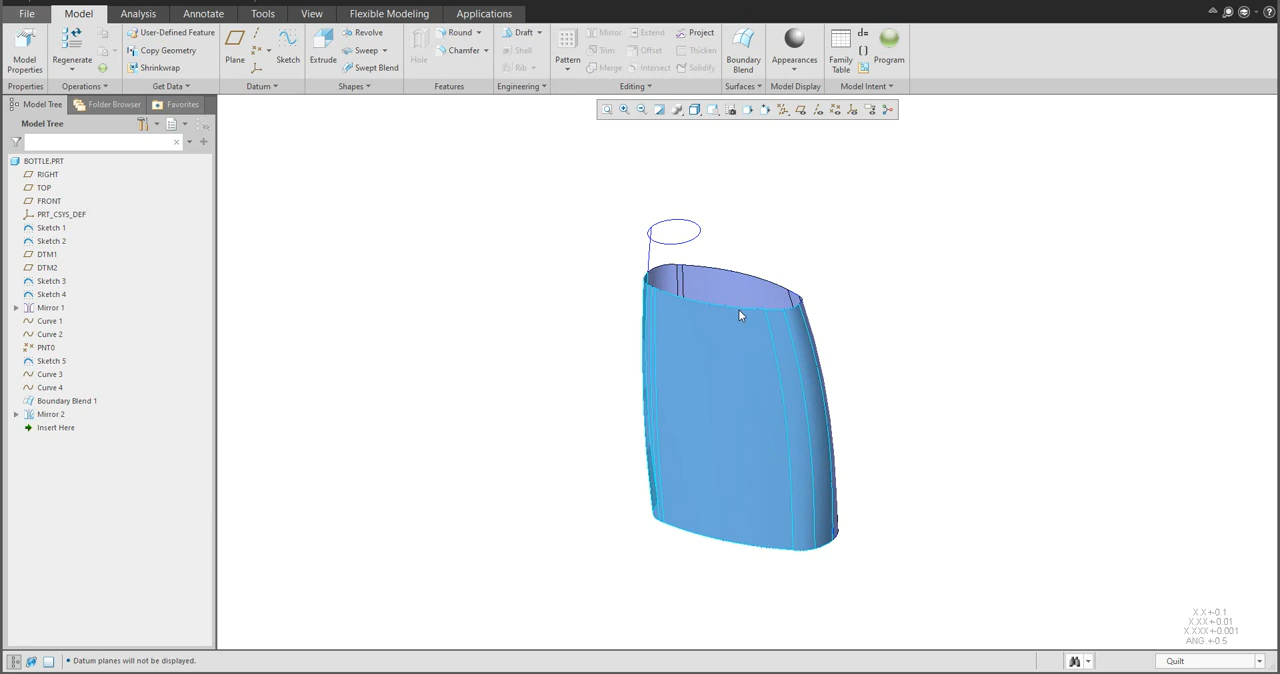 File Model Analysis Annotate Tools View Flexible Modeling Applications
Model Properties
Regenerate
User-Defined Feature
Copy Geometry
Shrinkwrap
Plane
Sketch
Extrude
Revolve
Sweep
Swept Blend
Hole
Round
Chamfer
Draft
Shell
Rib
Pattern
Mirror Extend Project
Trim Offset Thicken
Merge Intersect Solidify
Boundary Blend
Appearances
Family Table
d=
{ }
Program
Properties Operations Get Data Datum Shapes Features Engineering Editing Surfaces Model Display Model Intent
Model Tree Folder Browser Favorites
Model Tree
BOTTLE.PRT
RIGHT
TOP
FRONT
PRT_CSYS_DEF
Sketch 1
Sketch 2
DTM1
DTM2
Sketch 3
Sketch 4
Mirror 1
Curve 1
Curve 2
PNT0
Sketch 5
Curve 3
Curve 4
Boundary Blend 1
Mirror 2
Insert Here
X.X+-0.1
X.XX+-0.01
X.XXX+-0.001
ANG.+-0.5
• Datum planes will not be displayed.
Quilt